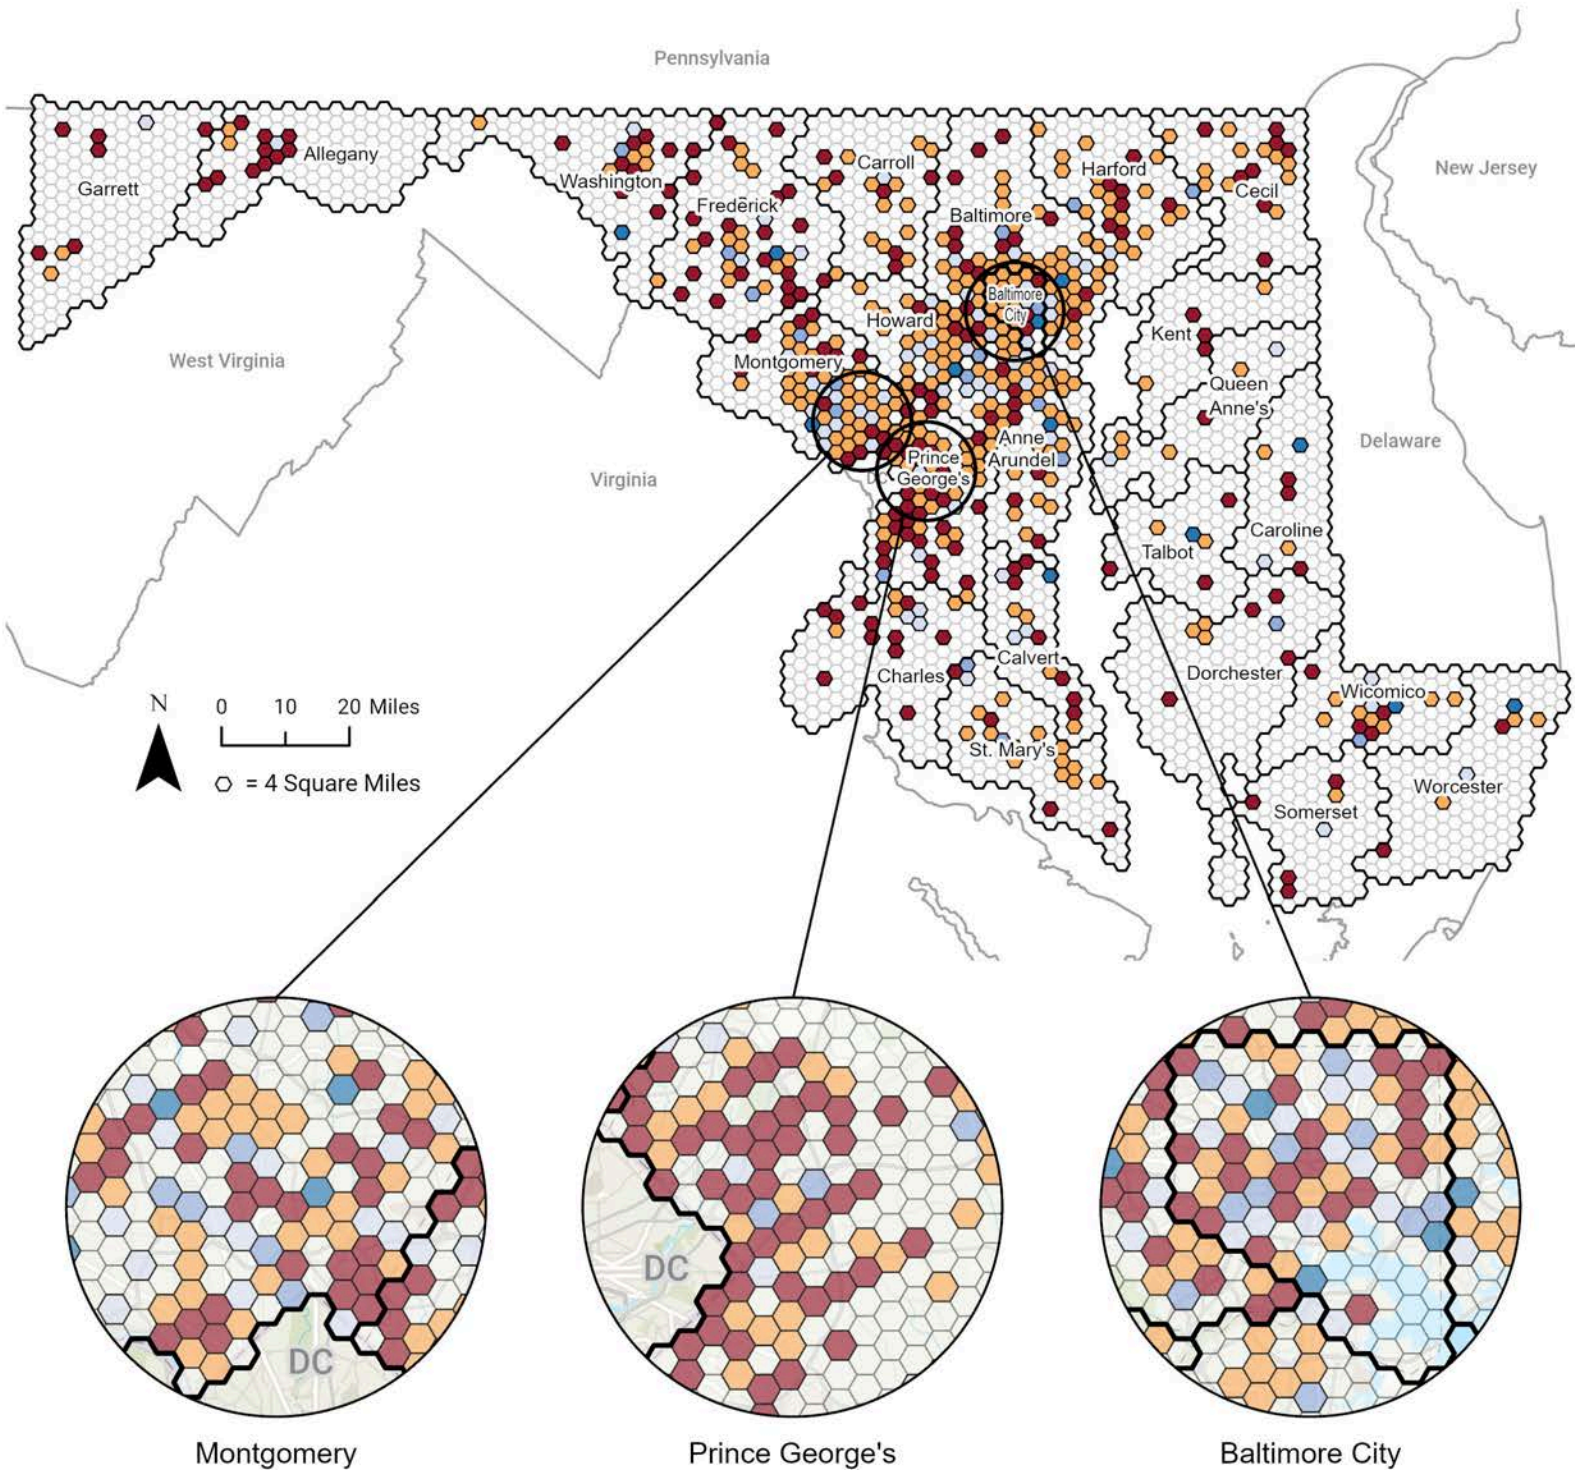 Pennsylvania
New Jersey
Allegany
Garrett
Washington
Carroll
Harford
Cecil
Frederick
Baltimore
Baltimore
City
Howard
Kent
West Virginia
Montgomery
Queen
Anne's
Delaware
Anne
Arundel
Prince
George's
DC
Virginia
Caroline
Talbot
Calvert
Charles
Dorchester
Wicomico
N
0 10 20 Miles
= 4 Square Miles
St. Mary's
Worcester
Somerset
DC
DC
Montgomery
Prince George's
Baltimore City